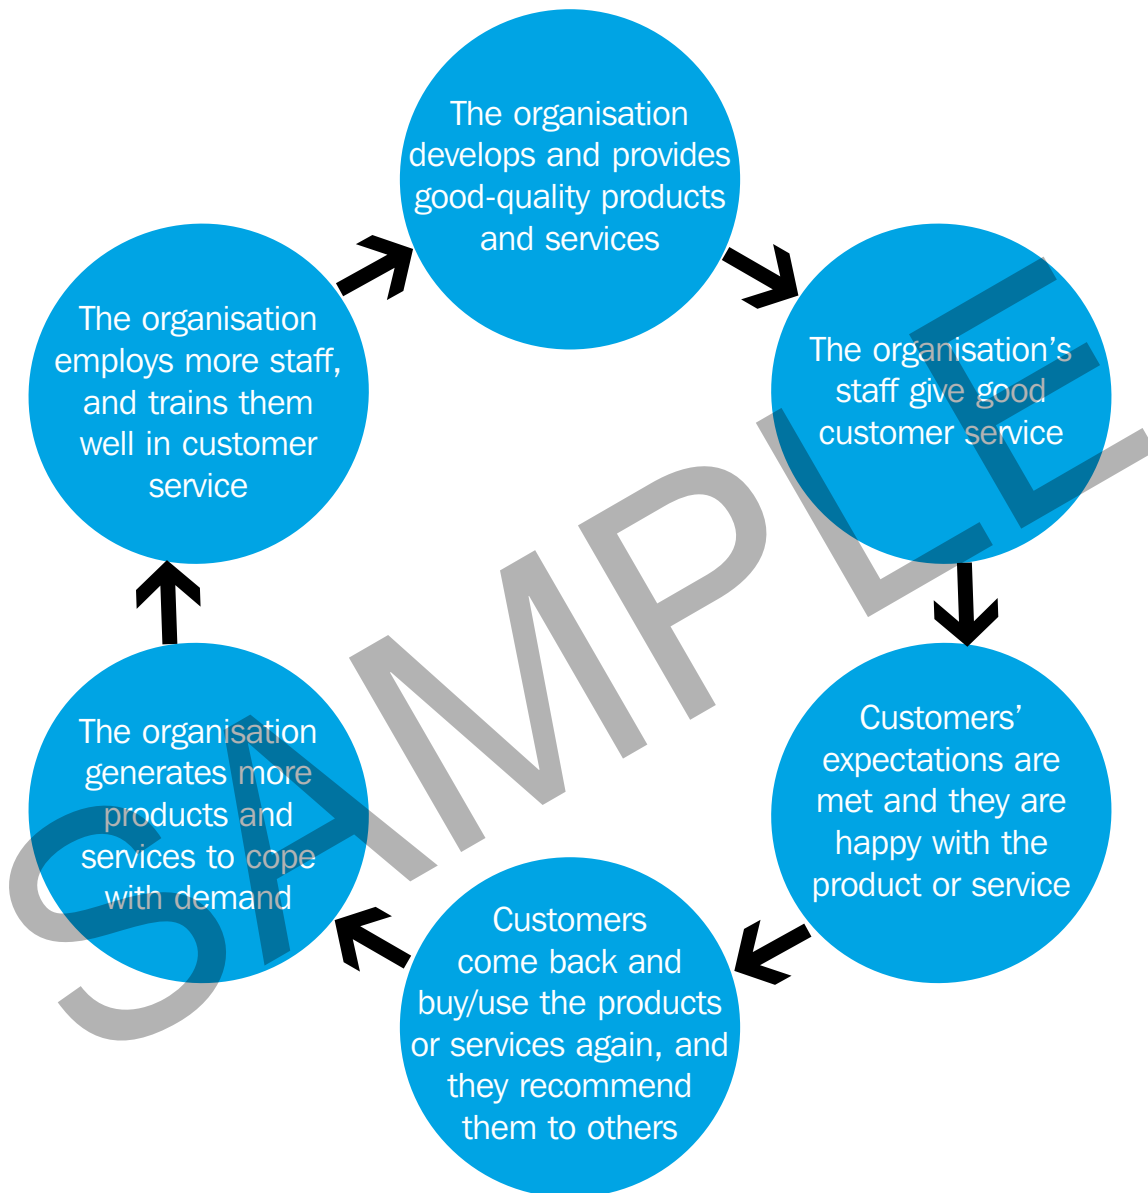 The organisation
develops and provides
good-quality products
and services
The organisation's
staff give good
customer service
Customers'
expectations are
met and they are
happy with the
product or service
Customers
come back and
buy/use the products
or services again, and
they recommend
them to others
The organisation
generates more
products and
services to cope
with demand
The organisation
employs more staff,
and trains them
well in customer
service
SAMPLE